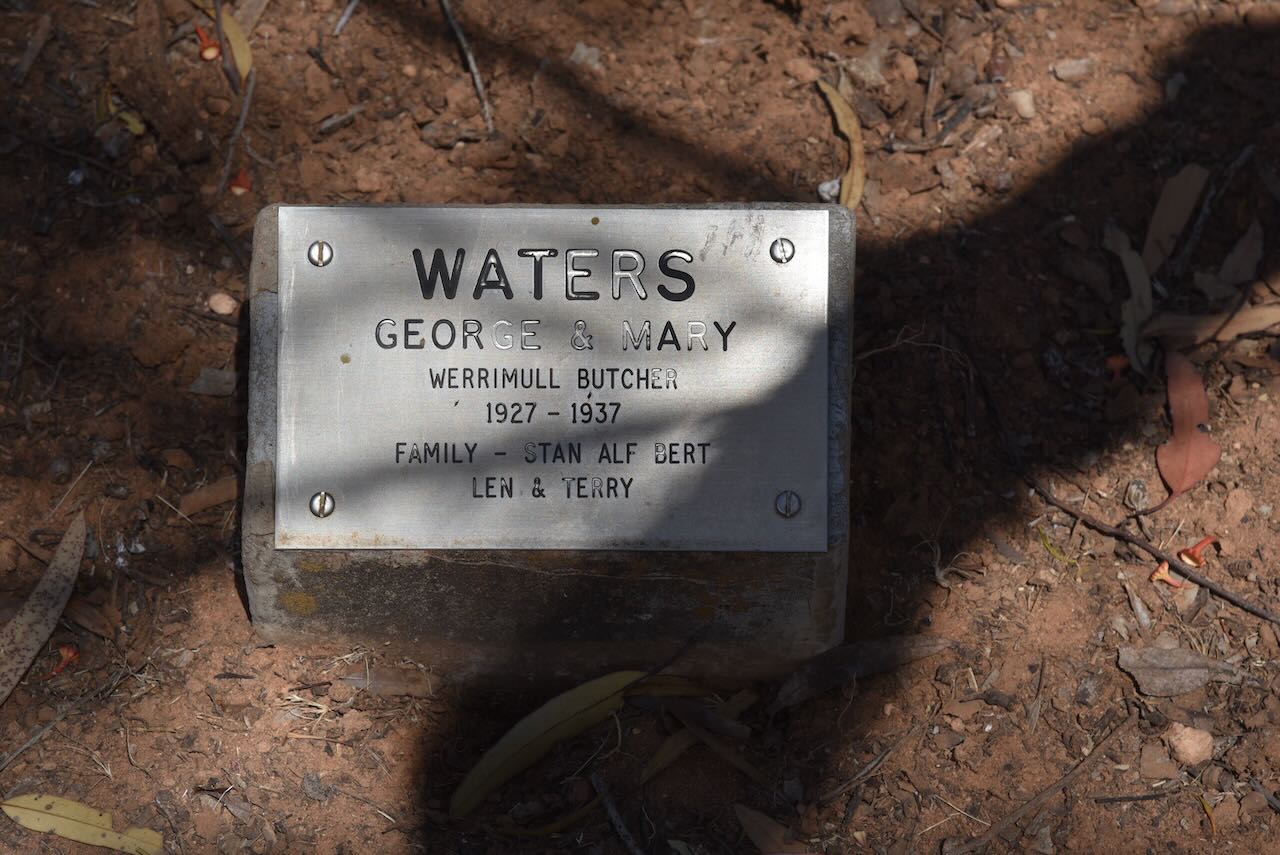 WATERS
GEORGE & MARY
WERRIMULL BUTCHER
1927 - 1937
FAMILY - STAN ALF BERT
LEN & TERRY